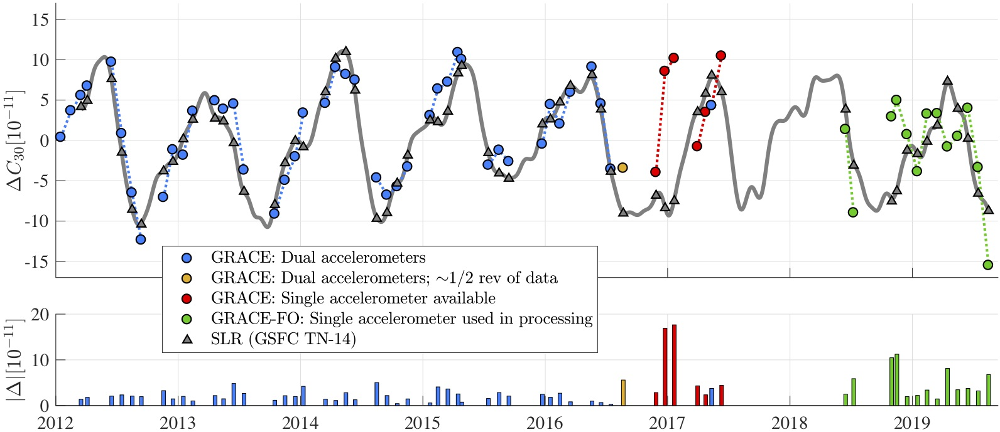 ΔC₃₀[10⁻¹¹]
15
10
5
0
-5
-10
-15
GRACE: Dual accelerometers
GRACE: Dual accelerometers; ~1/2 rev of data
GRACE: Single accelerometer available
GRACE-FO: Single accelerometer used in processing
SLR (GSFC TN-14)
|Δ|[10⁻¹¹]
20
10
0
2012 2013 2014 2015 2016 2017 2018 2019